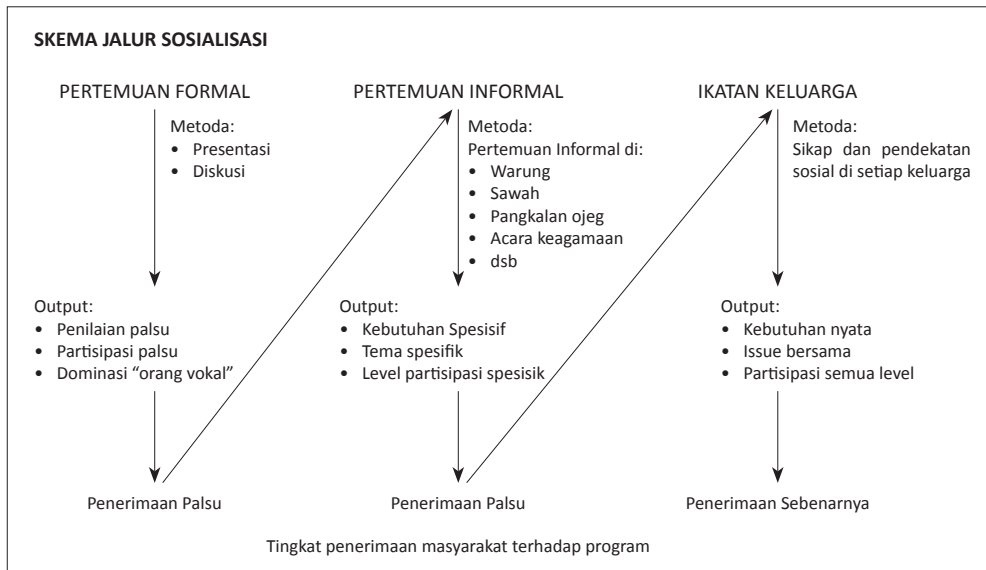 SKEMA JALUR SOSIALISASI
PERTEMUAN FORMAL
Metoda:
• Presentasi
• Diskusi
Output:
• Penilaian palsu
• Partisipasi palsu
• Dominasi “orang vokal”
Penerimaan Palsu
PERTEMUAN INFORMAL
Metoda:
Pertemuan Informal di:
• Warung
• Sawah
• Pangkalan ojeg
• Acara keagamaan
• dsb
Output:
• Kebutuhan Spesisif
• Tema spesifik
• Level partisipasi spesisik
Penerimaan Palsu
IKATAN KELUARGA
Metoda:
Sikap dan pendekatan
sosial di setiap keluarga
Output:
• Kebutuhan nyata
• Issue bersama
• Partisipasi semua level
Penerimaan Sebenarnya
Tingkat penerimaan masyarakat terhadap program